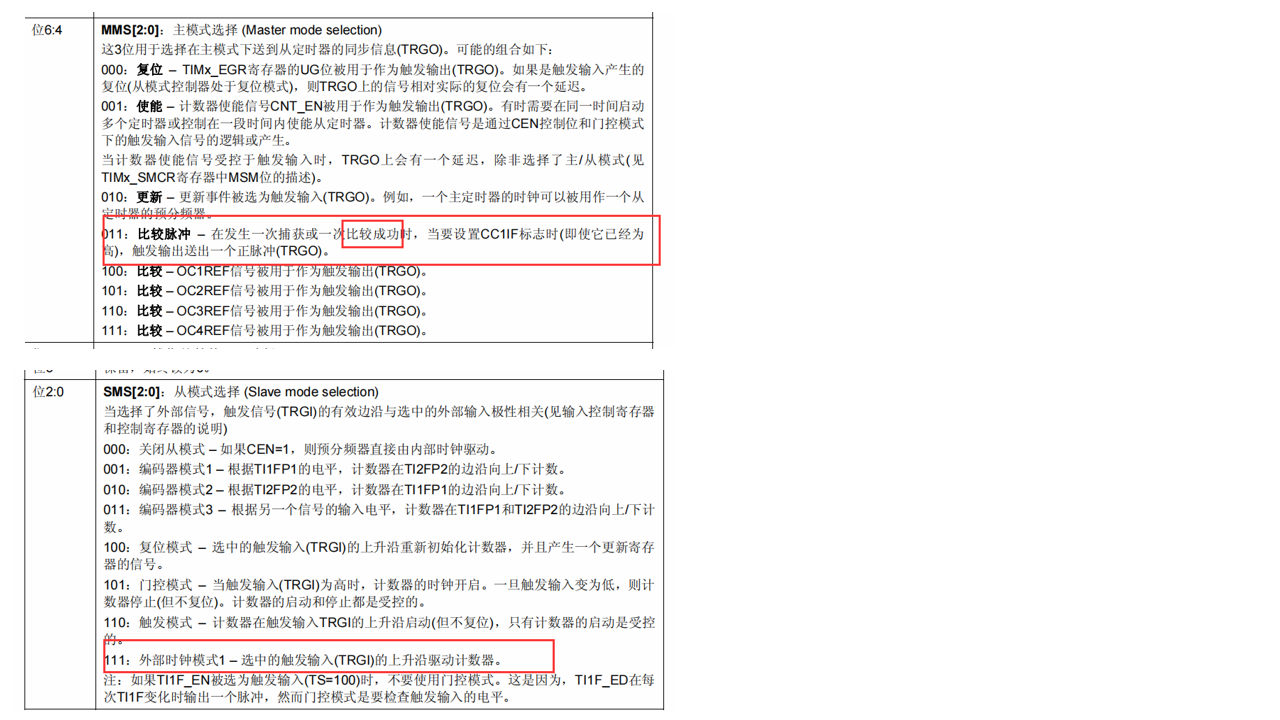 位6:4 MMS[2:0]：主模式选择 (Master mode selection)
这3位用于选择在主模式下送到从定时器的同步信息(TRGO)。可能的组合如下：
000：复位 – TIMx_EGR寄存器的UG位被用于作为触发输出(TRGO)。如果是触发输入产生的
复位(从模式控制器处于复位模式)，则TRGO上的信号相对实际的复位会有一个延迟。
001：使能 – 计数器使能信号CNT_EN被用于作为触发输出(TRGO)。有时需要在同一时间启动
多个定时器或控制在一段时间内使能从定时器。计数器使能信号是通过CEN控制位和门控模式
下的触发输入信号的逻辑或产生。
当计数器使能信号受控于触发输入时，TRGO上会有一个延迟，除非选择了主/从模式(见
TIMx_SMCR寄存器中MSM位的描述)。
010：更新 – 更新事件被选为触发输入(TRGO)。例如，一个主定时器的时钟可以被用作一个从
定时器的预分频器。
011：比较脉冲 – 在发生一次捕获或一次比较成功时，当要设置CC1IF标志时(即使它已经为
高)，触发输出送出一个正脉冲(TRGO)。
100：比较 – OC1REF信号被用于作为触发输出(TRGO)。
101：比较 – OC2REF信号被用于作为触发输出(TRGO)。
110：比较 – OC3REF信号被用于作为触发输出(TRGO)。
111：比较 – OC4REF信号被用于作为触发输出(TRGO)。
位2:0 SMS[2:0]：从模式选择 (Slave mode selection)
当选择了外部信号，触发信号(TRGI)的有效边沿与选中的外部输入极性相关(见输入控制寄存器
和控制寄存器的说明)
000：关闭从模式 – 如果CEN=1，则预分频器直接由内部时钟驱动。
001：编码器模式1 – 根据TI1FP1的电平，计数器在TI2FP2的边沿向上/下计数。
010：编码器模式2 – 根据TI2FP2的电平，计数器在TI1FP1的边沿向上/下计数。
011：编码器模式3 – 根据另一个信号的输入电平，计数器在TI1FP1和TI2FP2的边沿向上/下计
数。
100：复位模式 – 选中的触发输入(TRGI)的上升沿重新初始化计数器，并且产生一个更新寄存
器的信号。
101：门控模式 – 当触发输入(TRGI)为高时，计数器的时钟开启。一旦触发输入变为低，则计
数器停止(但不复位)。计数器的启动和停止都是受控的。
110：触发模式 – 计数器在触发输入TRGI的上升沿启动(但不复位)，只有计数器的启动是受控
的。
111：外部时钟模式1 – 选中的触发输入(TRGI)的上升沿驱动计数器。
注：如果TI1F_EN被选为触发输入(TS=100)时，不要使用门控模式。这是因为，TI1F_ED在每
次TI1F变化时输出一个脉冲，然而门控模式是要检查触发输入的电平。